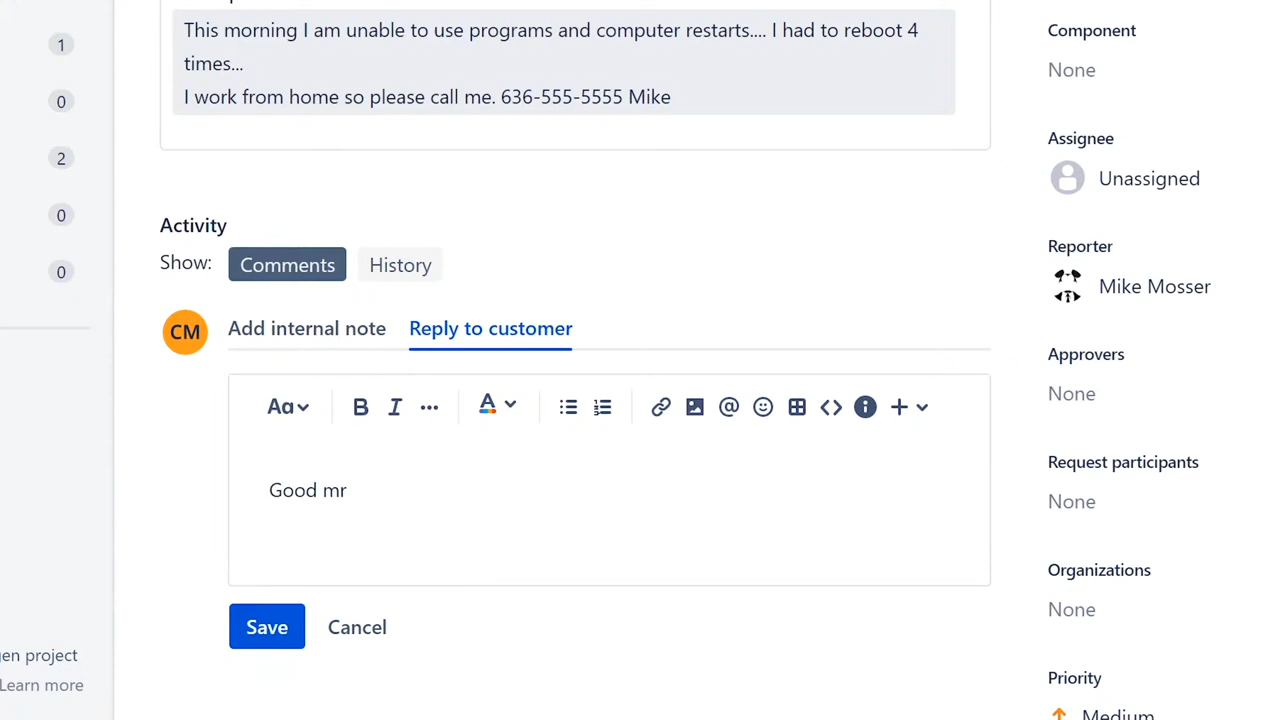 1
0
2
0
0
This morning I am unable to use programs and computer restarts.... I had to reboot 4
times...
I work from home so please call me. 636-555-5555 Mike
Activity
Show: Comments History
CM Add internal note Reply to customer
Aa B I ... A
Good mr
Save Cancel
gen project
Learn more
Component
None
Assignee
Unassigned
Reporter
Mike Mosser
Approvers
None
Request participants
None
Organizations
None
Priority
Medium